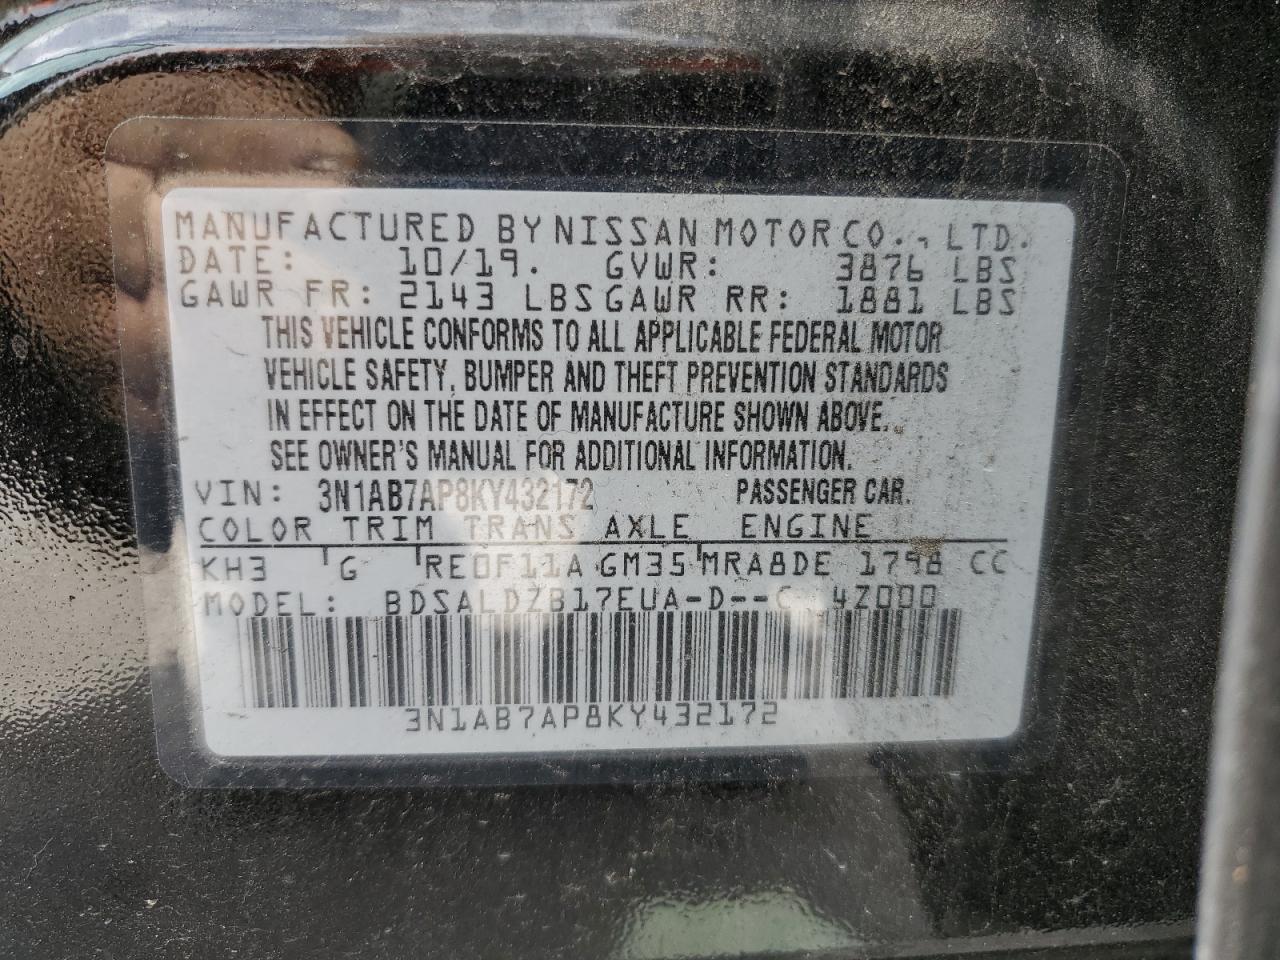 MANUFACTURED BY NISSAN MOTOR CO., LTD.
DATE: 10/19. GVWR: 3876 LBS
GAWR FR: 2143 LBS GAWR RR: 1881 LBS
THIS VEHICLE CONFORMS TO ALL APPLICABLE FEDERAL MOTOR
VEHICLE SAFETY, BUMPER AND THEFT PREVENTION STANDARDS
IN EFFECT ON THE DATE OF MANUFACTURE SHOWN ABOVE.
SEE OWNER'S MANUAL FOR ADDITIONAL INFORMATION.
VIN: 3N1AB7AP8KY432172 PASSENGER CAR.
COLOR TRIM TRANS AXLE ENGINE
KH3 G RE0F11A GM35 MRA8DE 1798 CC
MODEL: BDSALDZB17EUA-D--C 4Z000
3N1AB7AP8KY432172